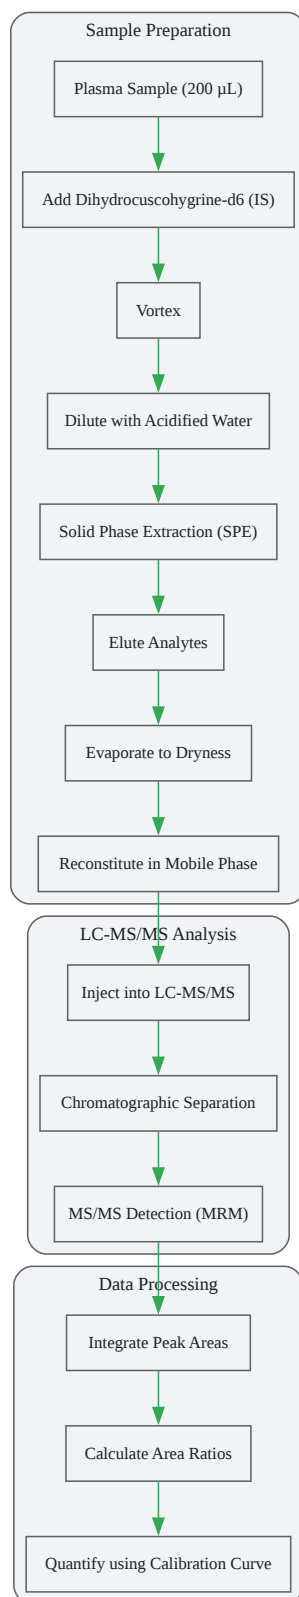 Sample Preparation
Plasma Sample (200 µL)
Add Dihydrocuscohygrine-d6 (IS)
Vortex
Dilute with Acidified Water
Solid Phase Extraction (SPE)
Elute Analytes
Evaporate to Dryness
Reconstitute in Mobile Phase
LC-MS/MS Analysis
Inject into LC-MS/MS
Chromatographic Separation
MS/MS Detection (MRM)
Data Processing
Integrate Peak Areas
Calculate Area Ratios
Quantify using Calibration Curve